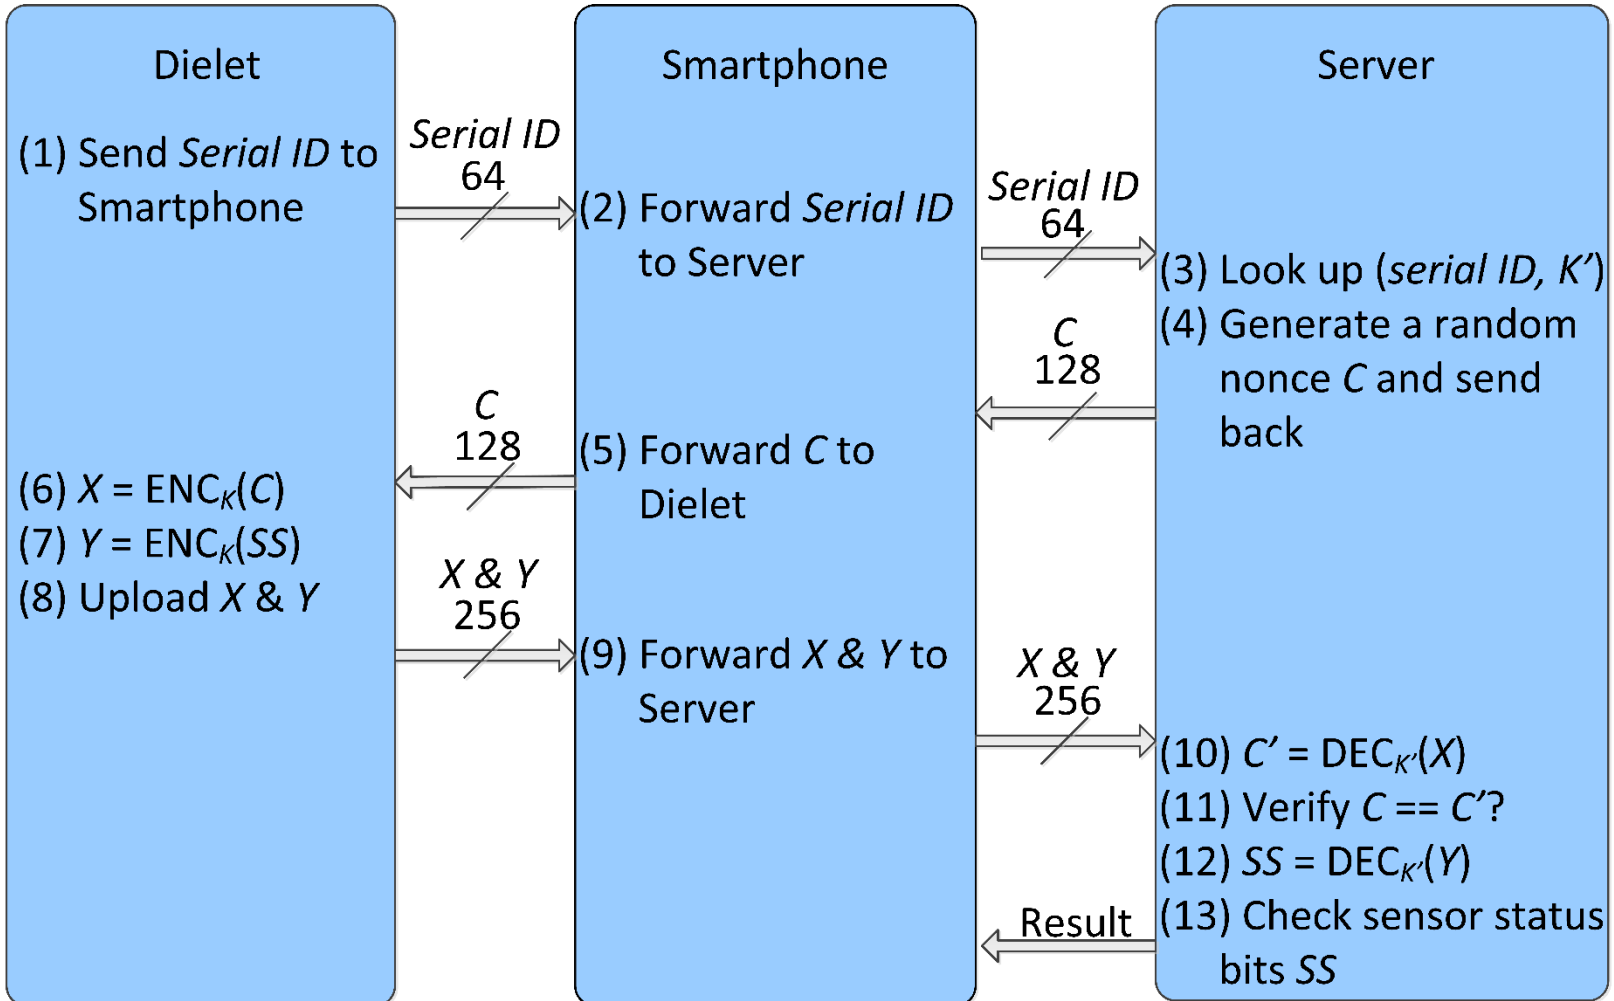 Dielet
(1) Send Serial ID to
Smartphone
(6) X = ENCK(C)
(7) Y = ENCK(SS)
(8) Upload X & Y
Serial ID
64
C
128
X & Y
256
Smartphone
(2) Forward Serial ID
to Server
(5) Forward C to
Dielet
(9) Forward X & Y to
Server
Serial ID
64
C
128
X & Y
256
Result
Server
(3) Look up (serial ID, K’)
(4) Generate a random
nonce C and send
back
(10) C’ = DECK’(X)
(11) Verify C == C’?
(12) SS = DECK’(Y)
(13) Check sensor status
bits SS